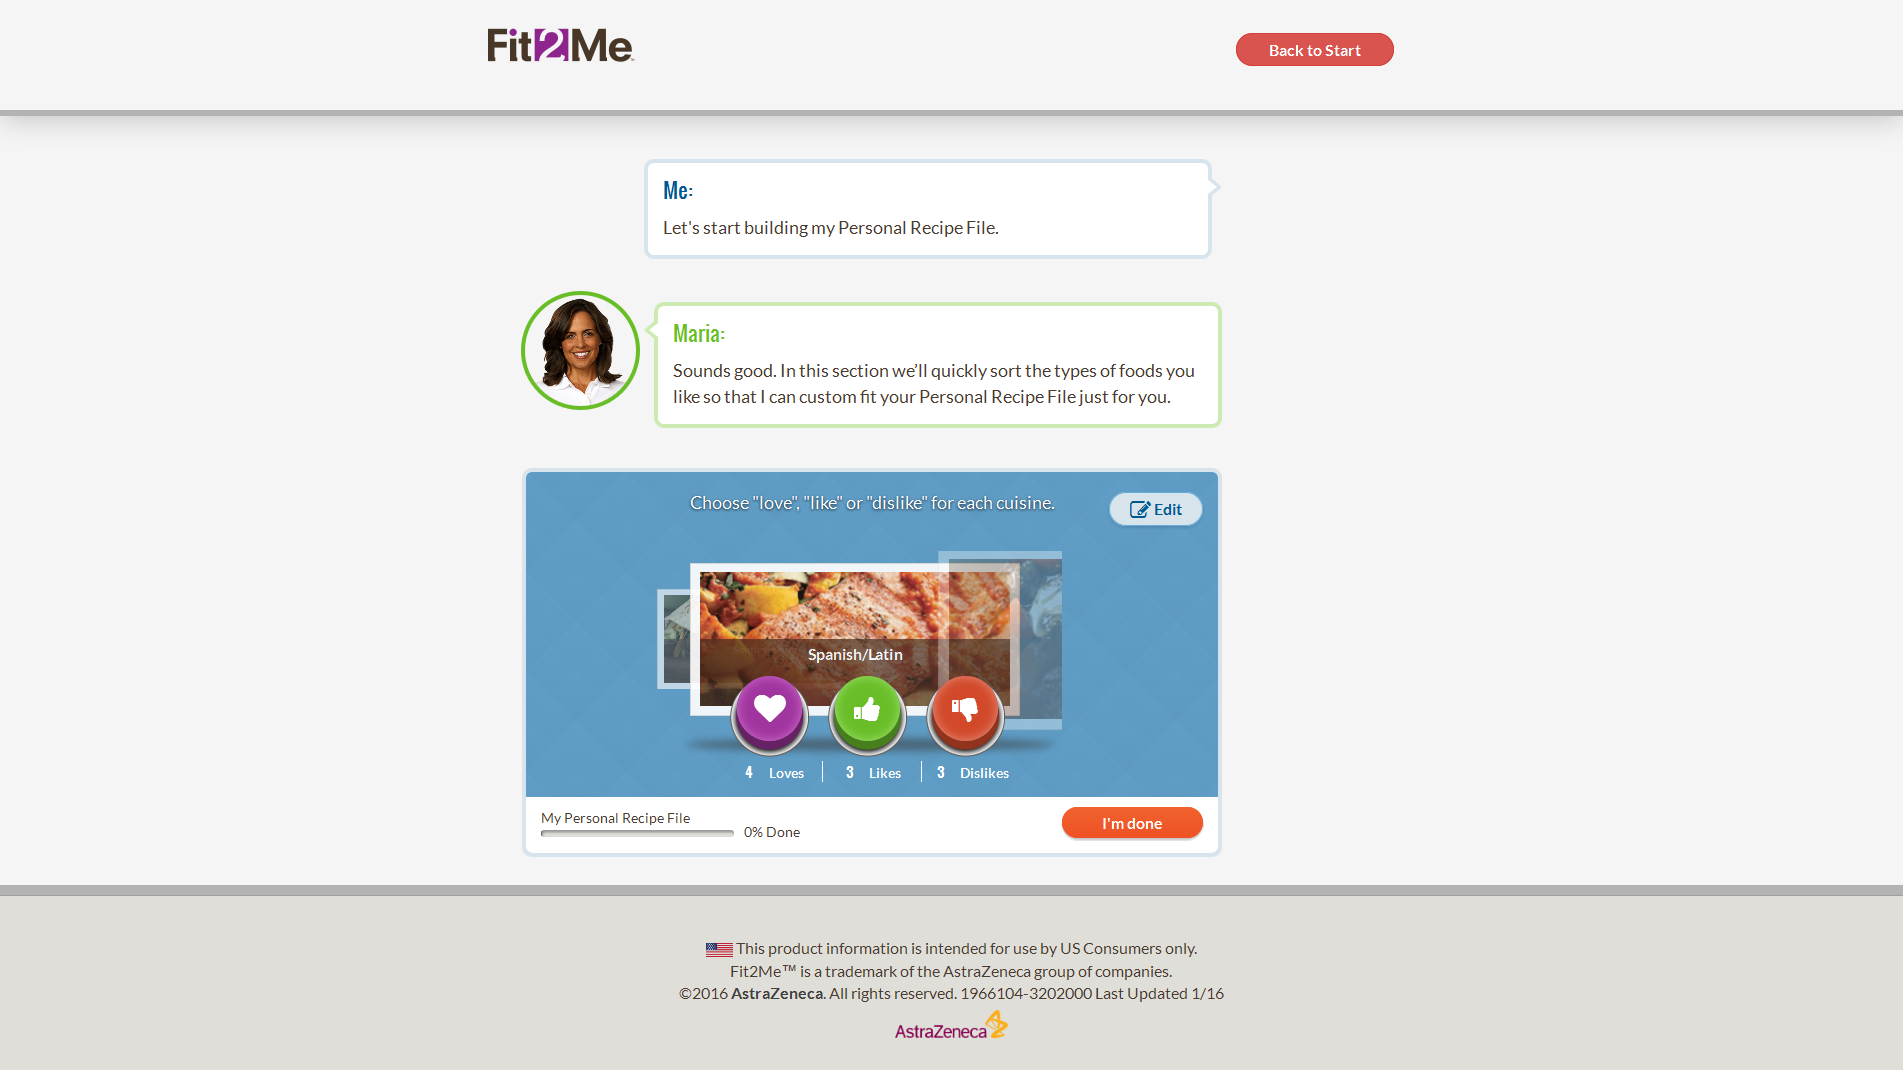 Fit2Me™
Back to Start
Me:
Let's start building my Personal Recipe File.
Maria:
Sounds good. In this section we’ll quickly sort the types of foods you
like so that I can custom fit your Personal Recipe File just for you.
Choose "love", "like" or "dislike" for each cuisine.
Edit
Spanish/Latin
4 Loves
3 Likes
3 Dislikes
My Personal Recipe File
0% Done
I'm done
This product information is intended for use by US Consumers only.
Fit2Me™ is a trademark of the AstraZeneca group of companies.
©2016 AstraZeneca. All rights reserved. 1966104-3202000 Last Updated 1/16
AstraZeneca